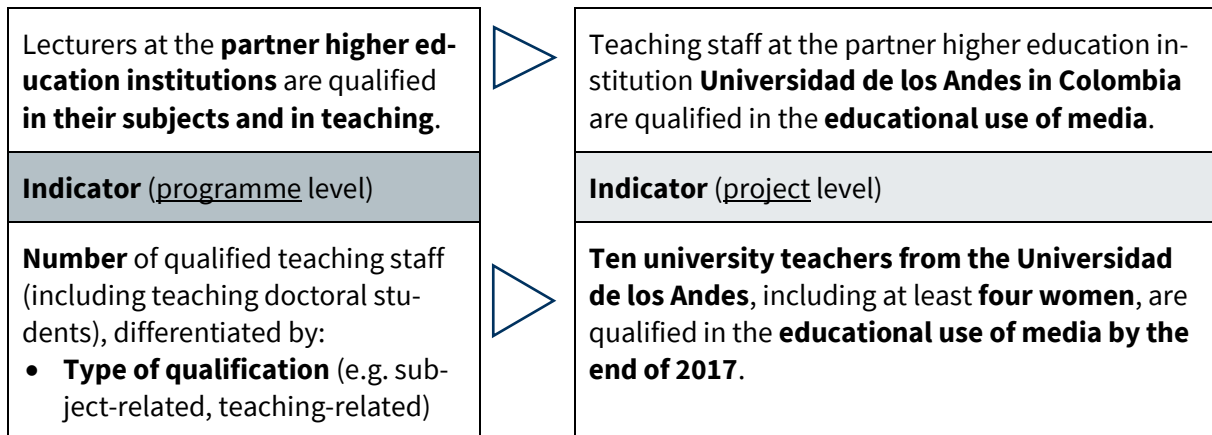 Lecturers at the partner higher ed-
ucation institutions are qualified
in their subjects and in teaching.
Teaching staff at the partner higher education in-
stitution Universidad de los Andes in Colombia
are qualified in the educational use of media.
Indicator (programme level)
Indicator (project level)
Number of qualified teaching staff
(including teaching doctoral stu-
dents), differentiated by:
• Type of qualification (e.g. sub-
ject-related, teaching-related)
Ten university teachers from the Universidad
de los Andes, including at least four women, are
qualified in the educational use of media by the
end of 2017.